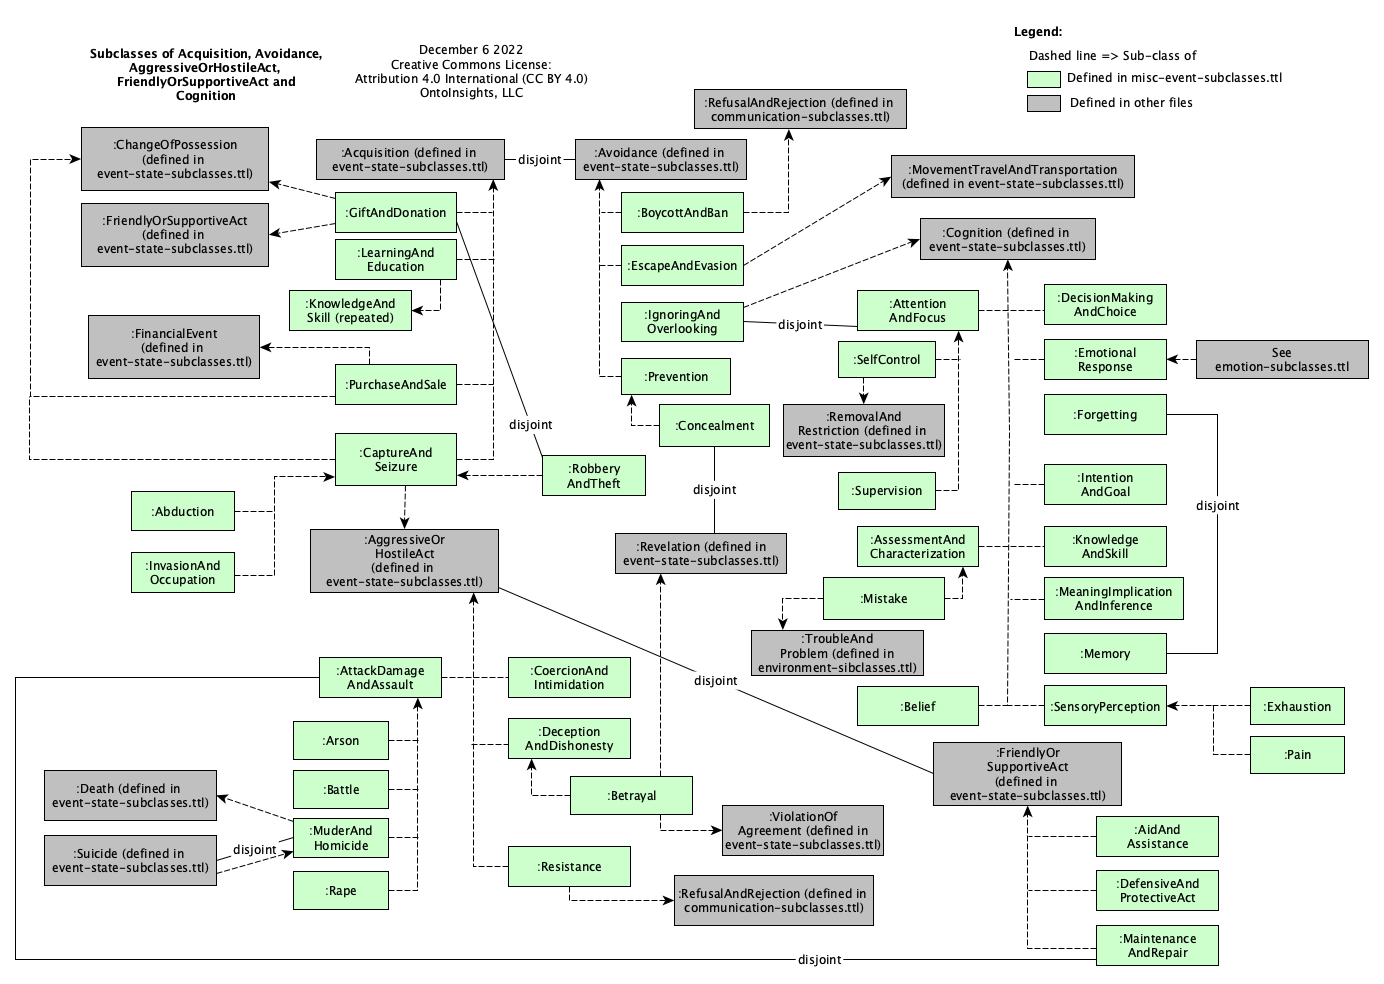 Subclasses of Acquisition, Avoidance,
AggressiveOrHostileAct,
FriendlyOrSupportiveAct and
Cognition
December 6 2022
Creative Commons License:
Attribution 4.0 International (CC BY 4.0)
OntoInsights, LLC
Legend:
Dashed line => Sub-class of
Defined in misc-event-subclasses.ttl
Defined in other files
:RefusalAndRejection (defined in
communication-subclasses.ttl)
:ChangeOfPossession
(defined in
event-state-subclasses.ttl)
:Acquisition (defined in
event-state-subclasses.ttl)
disjoint
:Avoidance (defined in
event-state-subclasses.ttl)
:MovementTravelAndTransportation
(defined in event-state-subclasses.ttl)
:GiftAndDonation
:BoycottAndBan
:FriendlyOrSupportiveAct
(defined in
event-state-subclasses.ttl)
:Cognition (defined in
event-state-subclasses.ttl)
:LearningAnd
Education
:EscapeAndEvasion
:KnowledgeAnd
Skill (repeated)
:IgnoringAnd
Overlooking
disjoint
:Attention
AndFocus
:DecisionMaking
AndChoice
:FinancialEvent
(defined in
event-state-subclasses.ttl)
:SelfControl
:Emotional
Response
See
emotion-subclasses.ttl
:PurchaseAndSale
:Prevention
:RemovalAnd
Restriction (defined in
event-state-subclasses.ttl)
:Forgetting
disjoint
:Concealment
:CaptureAnd
Seizure
:Robbery
AndTheft
disjoint
:Supervision
:Intention
AndGoal
disjoint
:Abduction
:AggressiveOr
HostileAct
(defined in
event-state-subclasses.ttl)
:Revelation (defined in
event-state-subclasses.ttl)
:AssessmentAnd
Characterization
:Knowledge
AndSkill
:InvasionAnd
Occupation
:Mistake
:MeaningImplication
AndInference
:TroubleAnd
Problem (defined in
environment-sibclasses.ttl)
:Memory
:AttackDamage
AndAssault
:CoercionAnd
Intimidation
disjoint
:Belief
:SensoryPerception
:Exhaustion
:Arson
:Deception
AndDishonesty
:Pain
:FriendlyOr
SupportiveAct
(defined in
event-state-subclasses.ttl)
:Death (defined in
event-state-subclasses.ttl)
:Battle
:Betrayal
:MuderAnd
Homicide
:ViolationOf
Agreement (defined in
event-state-subclasses.ttl)
:AidAnd
Assistance
:Suicide (defined in
event-state-subclasses.ttl)
disjoint
:Resistance
:Rape
:RefusalAndRejection (defined in
communication-subclasses.ttl)
:DefensiveAnd
ProtectiveAct
:Maintenance
AndRepair
disjoint